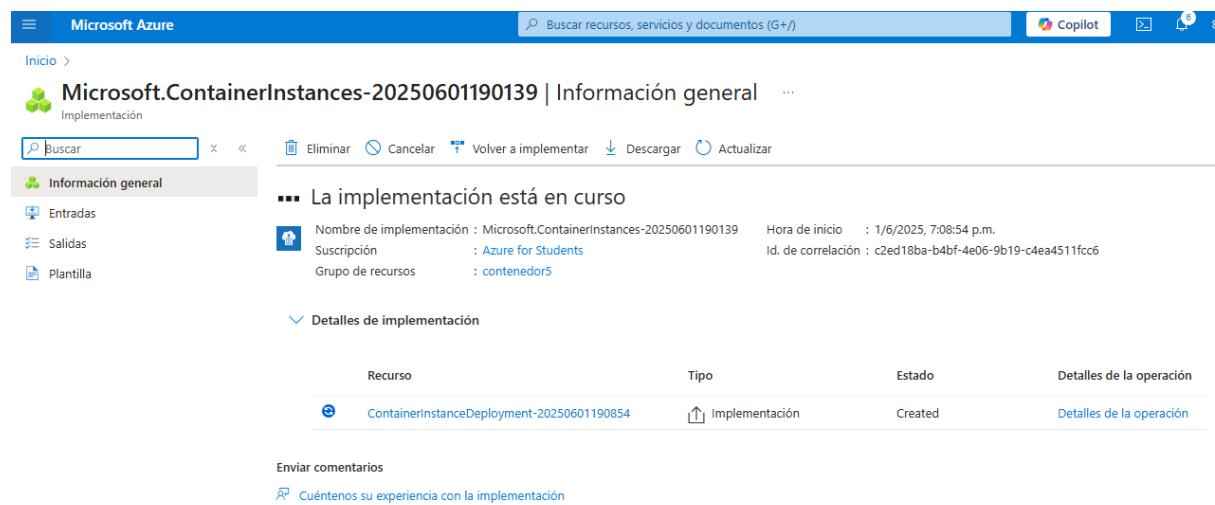 Microsoft Azure
Buscar recursos, servicios y documentos (G+/)
Copilot
6
Inicio >
Microsoft.ContainerInstances-20250601190139 | Información general ...
Implementación
Buscar
Eliminar Cancelar Volver a implementar Descargar Actualizar
Información general
Entradas
Salidas
Plantilla
La implementación está en curso
Nombre de implementación : Microsoft.ContainerInstances-20250601190139 Hora de inicio : 1/6/2025, 7:08:54 p.m.
Suscripción : Azure for Students Id. de correlación : c2ed18ba-b4bf-4e06-9b19-c4ea4511fcc6
Grupo de recursos : contenedor5
Detalles de implementación
Recurso Tipo Estado Detalles de la operación
ContainerInstanceDeployment-20250601190854 Implementación Created Detalles de la operación
Enviar comentarios
Cuéntenos su experiencia con la implementación